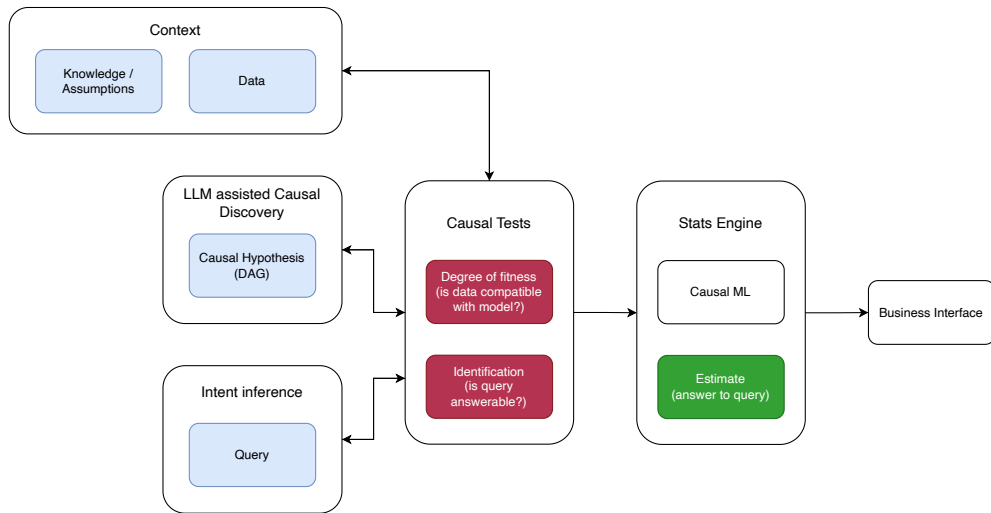 Context
Knowledge /
Assumptions
Data
LLM assisted Causal
Discovery
Causal Hypothesis
(DAG)
Intent inference
Query
Causal Tests
Degree of fitness
(is data compatible
with model?)
Identification
(is query
answerable?)
Stats Engine
Causal ML
Estimate
(answer to query)
Business Interface